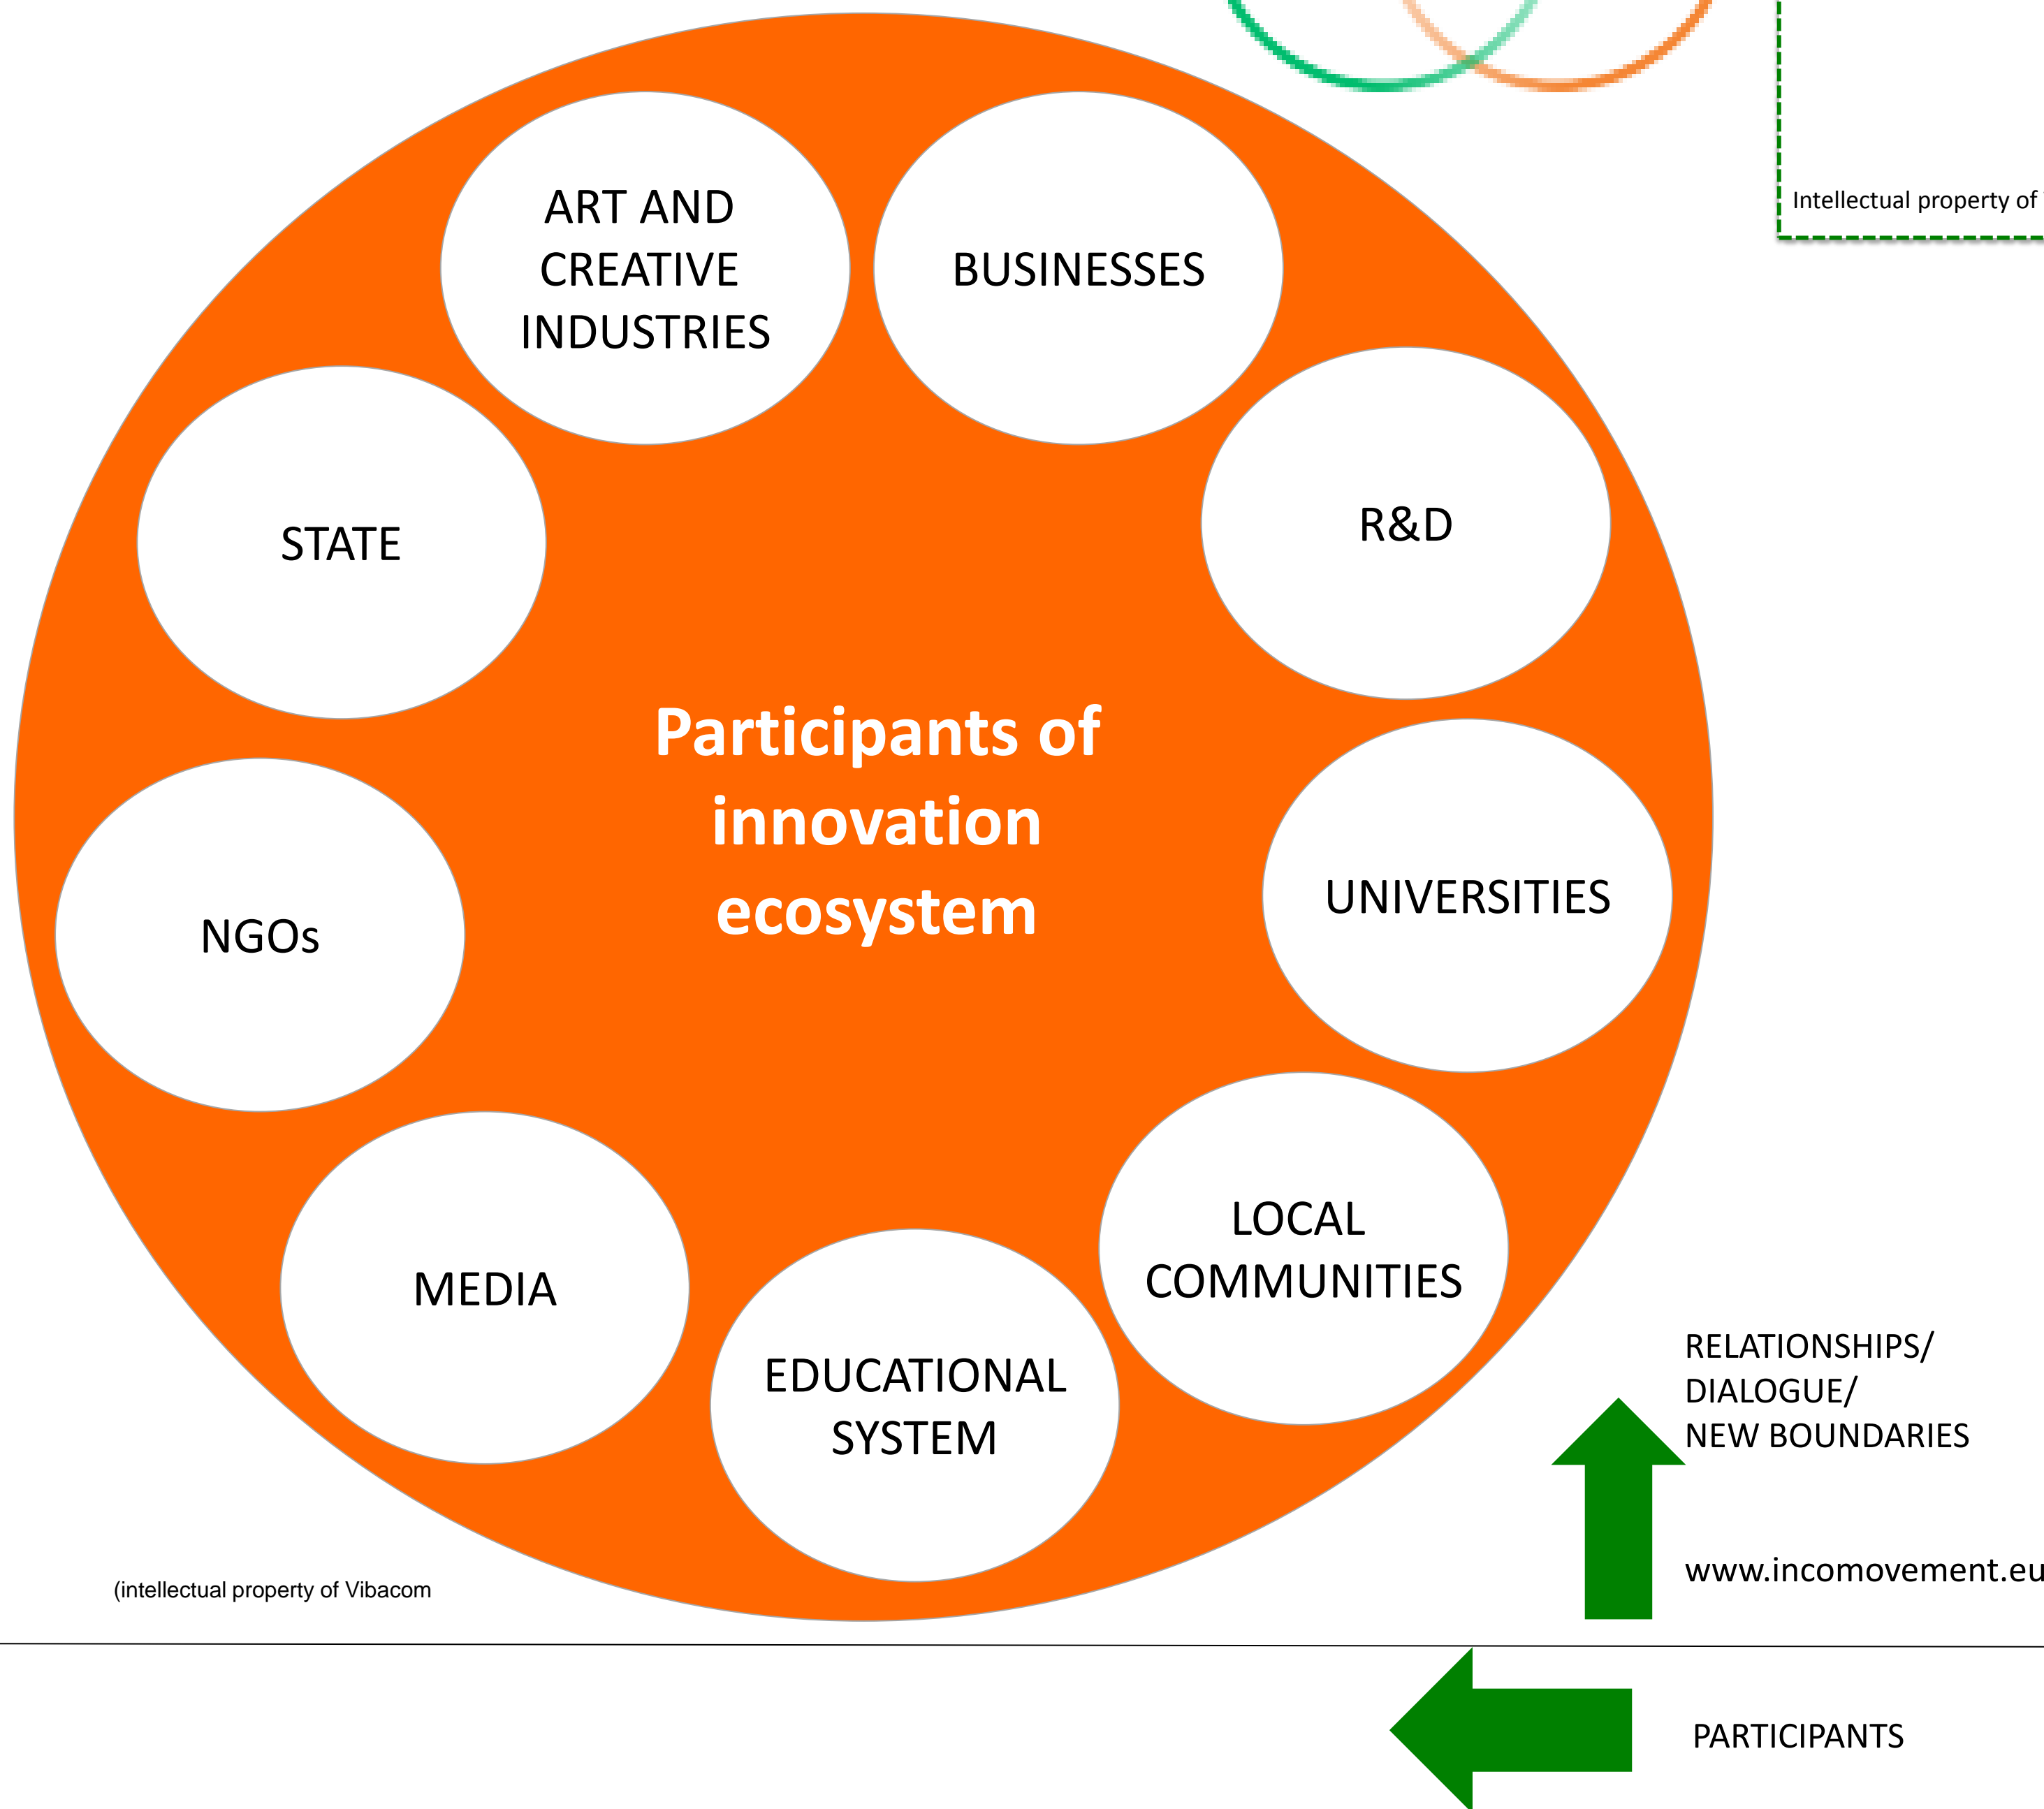 Intellectual property of
ART AND
CREATIVE
INDUSTRIES
BUSINESSES
R&D
STATE
Participants of
innovation
ecosystem
UNIVERSITIES
NGOs
LOCAL
COMMUNITIES
MEDIA
EDUCATIONAL
SYSTEM
RELATIONSHIPS/
DIALOGUE/
NEW BOUNDARIES
www.incomovement.eu
(intellectual property of Vibacom
PARTICIPANTS